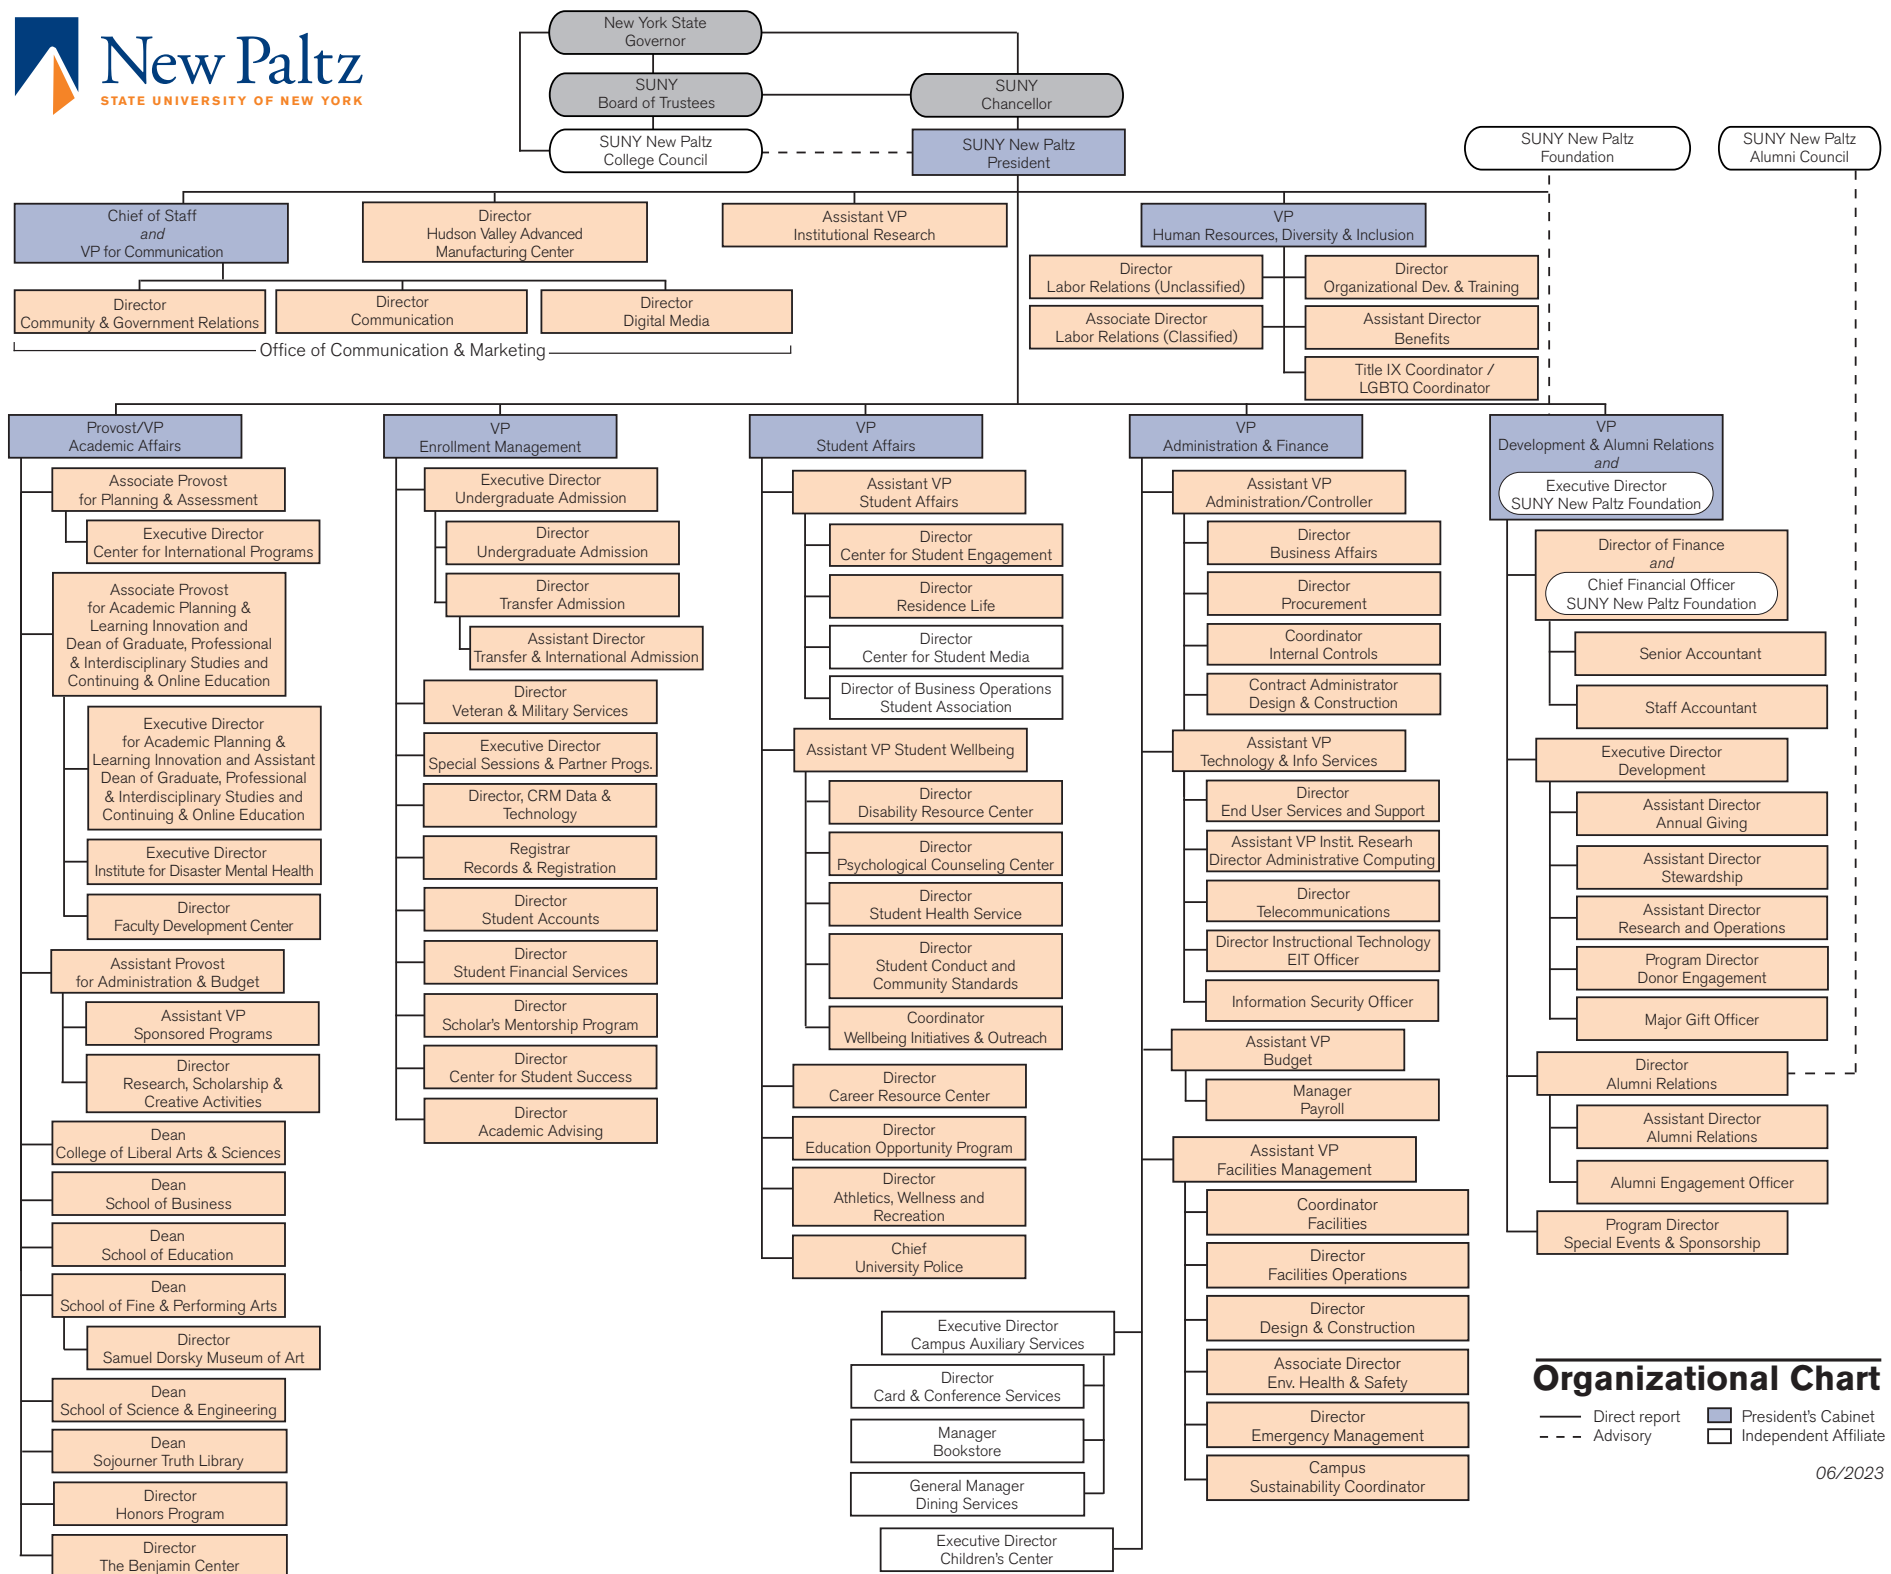 New Paltz
STATE UNIVERSITY OF NEW YORK
New York State
Governor
SUNY
Board of Trustees
SUNY
Chancellor
SUNY New Paltz
College Council
SUNY New Paltz
President
SUNY New Paltz
Foundation
SUNY New Paltz
Alumni Council
Chief of Staff
and
VP for Communication
Director
Hudson Valley Advanced
Manufacturing Center
Assistant VP
Institutional Research
VP
Human Resources, Diversity & Inclusion
Director
Community & Government Relations
Director
Communication
Director
Digital Media
Office of Communication & Marketing
Director
Labor Relations (Unclassified)
Director
Organizational Dev. & Training
Associate Director
Labor Relations (Classified)
Assistant Director
Benefits
Title IX Coordinator /
LGBTQ Coordinator
Provost/VP
Academic Affairs
Associate Provost
for Planning & Assessment
Executive Director
Center for International Programs
Associate Provost
for Academic Planning &
Learning Innovation and
Dean of Graduate, Professional
& Interdisciplinary Studies and
Continuing & Online Education
Executive Director
for Academic Planning &
Learning Innovation and Assistant
Dean of Graduate, Professional
& Interdisciplinary Studies and
Continuing & Online Education
Executive Director
Institute for Disaster Mental Health
Director
Faculty Development Center
Assistant Provost
for Administration & Budget
Assistant VP
Sponsored Programs
Director
Research, Scholarship &
Creative Activities
Dean
College of Liberal Arts & Sciences
Dean
School of Business
Dean
School of Education
Dean
School of Fine & Performing Arts
Director
Samuel Dorsky Museum of Art
Dean
School of Science & Engineering
Dean
Sojourner Truth Library
Director
Honors Program
Director
The Benjamin Center
VP
Enrollment Management
Executive Director
Undergraduate Admission
Director
Undergraduate Admission
Director
Transfer Admission
Assistant Director
Transfer & International Admission
Director
Veteran & Military Services
Executive Director
Special Sessions & Partner Progs.
Director, CRM Data &
Technology
Registrar
Records & Registration
Director
Student Accounts
Director
Student Financial Services
Director
Scholar's Mentorship Program
Director
Center for Student Success
Director
Academic Advising
VP
Student Affairs
Assistant VP
Student Affairs
Director
Center for Student Engagement
Director
Residence Life
Director
Center for Student Media
Director of Business Operations
Student Association
Assistant VP Student Wellbeing
Director
Disability Resource Center
Director
Psychological Counseling Center
Director
Student Health Service
Director
Student Conduct and
Community Standards
Coordinator
Wellbeing Initiatives & Outreach
Director
Career Resource Center
Director
Education Opportunity Program
Director
Athletics, Wellness and
Recreation
Chief
University Police
VP
Administration & Finance
Assistant VP
Administration/Controller
Director
Business Affairs
Director
Procurement
Coordinator
Internal Controls
Contract Administrator
Design & Construction
Assistant VP
Technology & Info Services
Director
End User Services and Support
Assistant VP Instit. Researh
Director Administrative Computing
Director
Telecommunications
Director Instructional Technology
EIT Officer
Information Security Officer
Assistant VP
Budget
Manager
Payroll
Assistant VP
Facilities Management
Coordinator
Facilities
Director
Facilities Operations
Director
Design & Construction
Associate Director
Env. Health & Safety
Director
Emergency Management
Campus
Sustainability Coordinator
Executive Director
Campus Auxiliary Services
Director
Card & Conference Services
Manager
Bookstore
General Manager
Dining Services
Executive Director
Children's Center
VP
Development & Alumni Relations
and
Executive Director
SUNY New Paltz Foundation
Director of Finance
and
Chief Financial Officer
SUNY New Paltz Foundation
Senior Accountant
Staff Accountant
Executive Director
Development
Assistant Director
Annual Giving
Assistant Director
Stewardship
Assistant Director
Research and Operations
Program Director
Donor Engagement
Major Gift Officer
Director
Alumni Relations
Assistant Director
Alumni Relations
Alumni Engagement Officer
Program Director
Special Events & Sponsorship
Organizational Chart
Direct report
President's Cabinet
Advisory
Independent Affiliate
06/2023